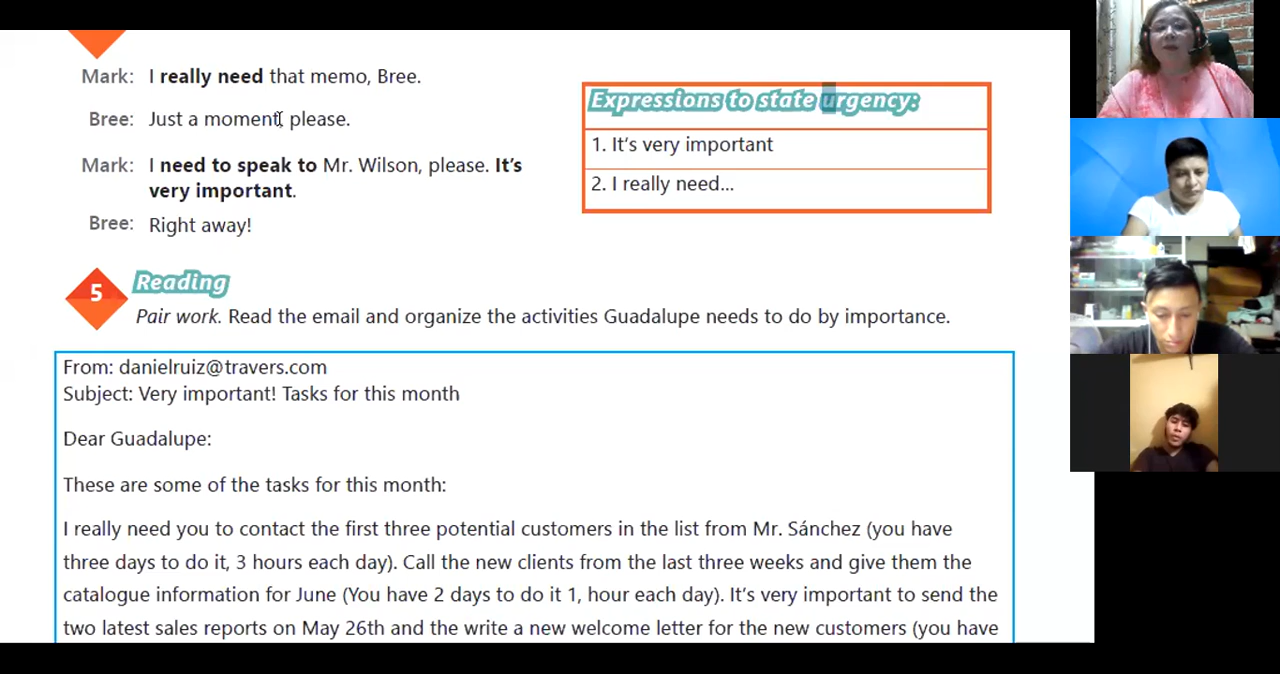 Mark: I really need that memo, Bree.
Bree: Just a moment, please.
Mark: I need to speak to Mr. Wilson, please. It's
very important.
Bree: Right away!
Expressions to state urgency:
1. It's very important
2. I really need...
5 Reading
Pair work. Read the email and organize the activities Guadalupe needs to do by importance.
From: danielruiz@travers.com
Subject: Very important! Tasks for this month
Dear Guadalupe:
These are some of the tasks for this month:
I really need you to contact the first three potential customers in the list from Mr. Sánchez (you have
three days to do it, 3 hours each day). Call the new clients from the last three weeks and give them the
catalogue information for June (You have 2 days to do it 1, hour each day). It's very important to send the
two latest sales reports on May 26th and the write a new welcome letter for the new customers (you have